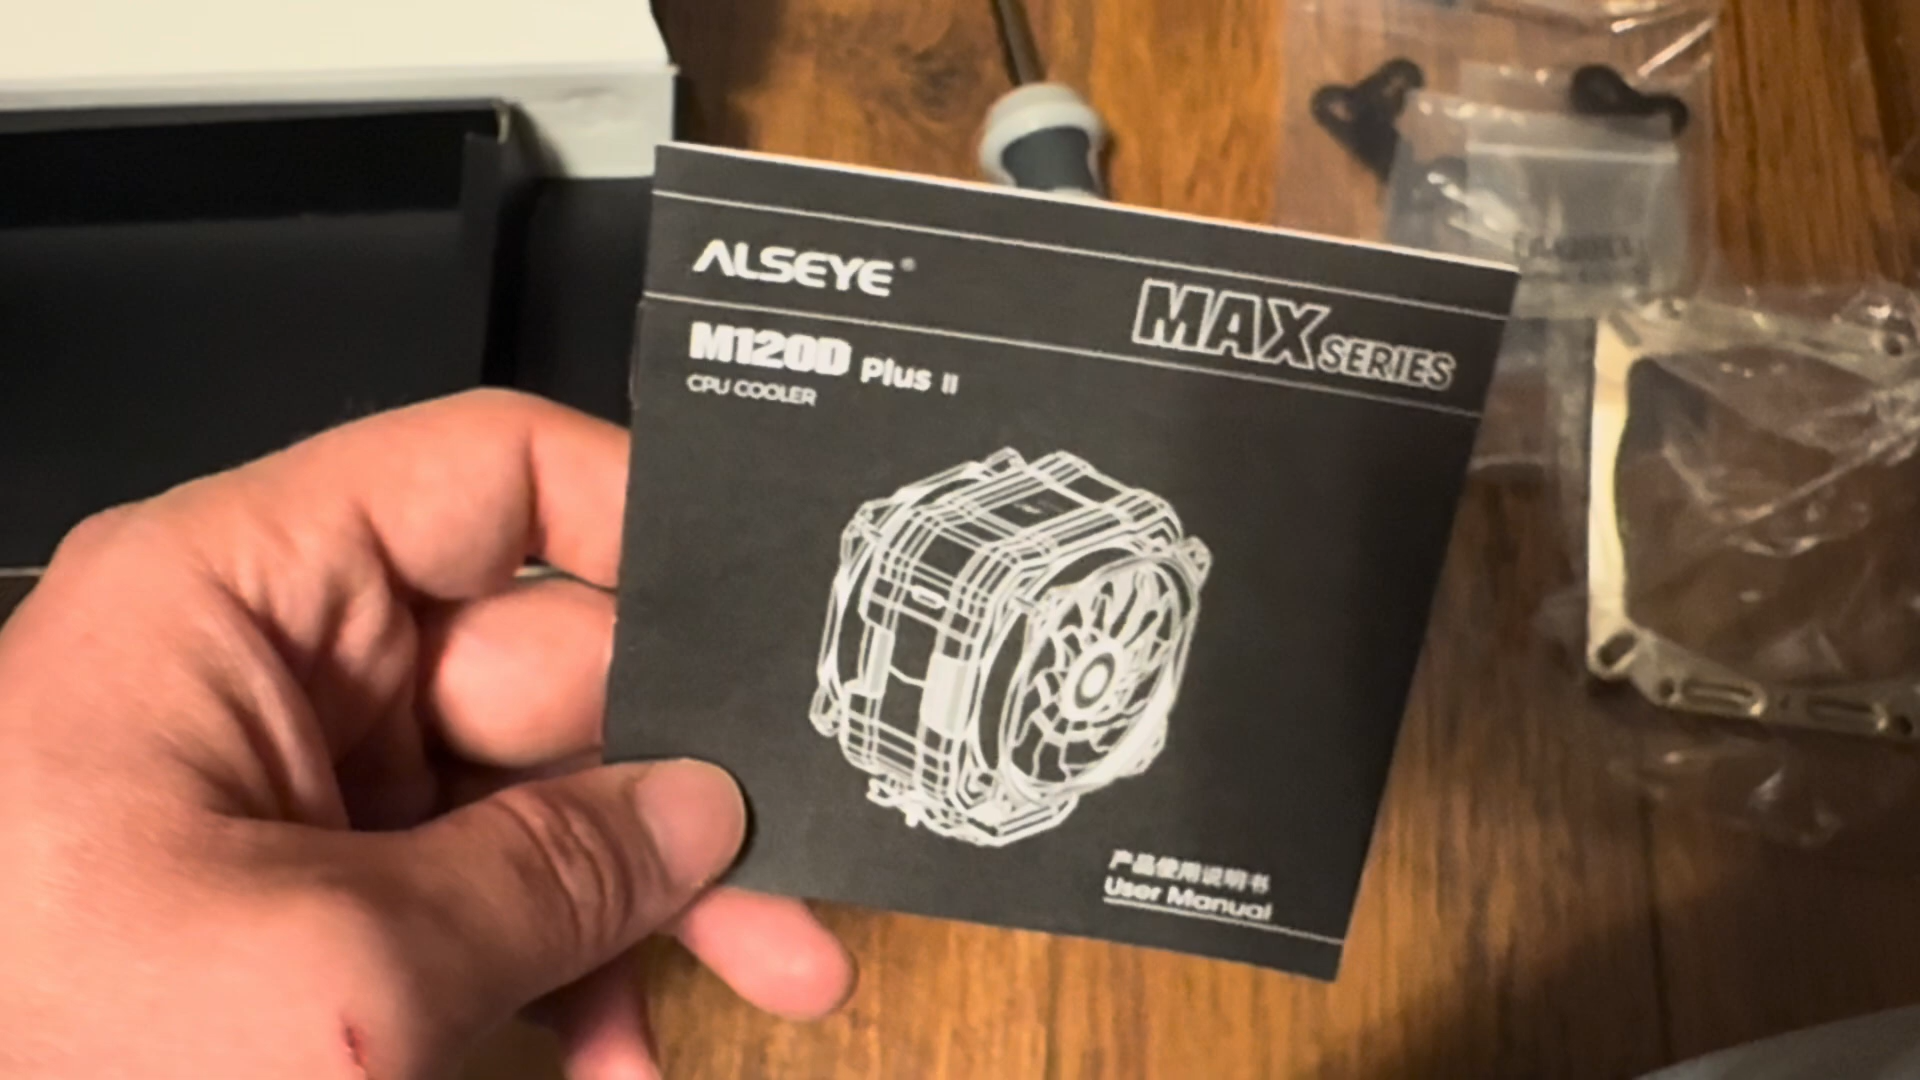 ALSEYE®
MAX SERIES
M120D Plus II
CPU COOLER
产品使用说明书
User Manual